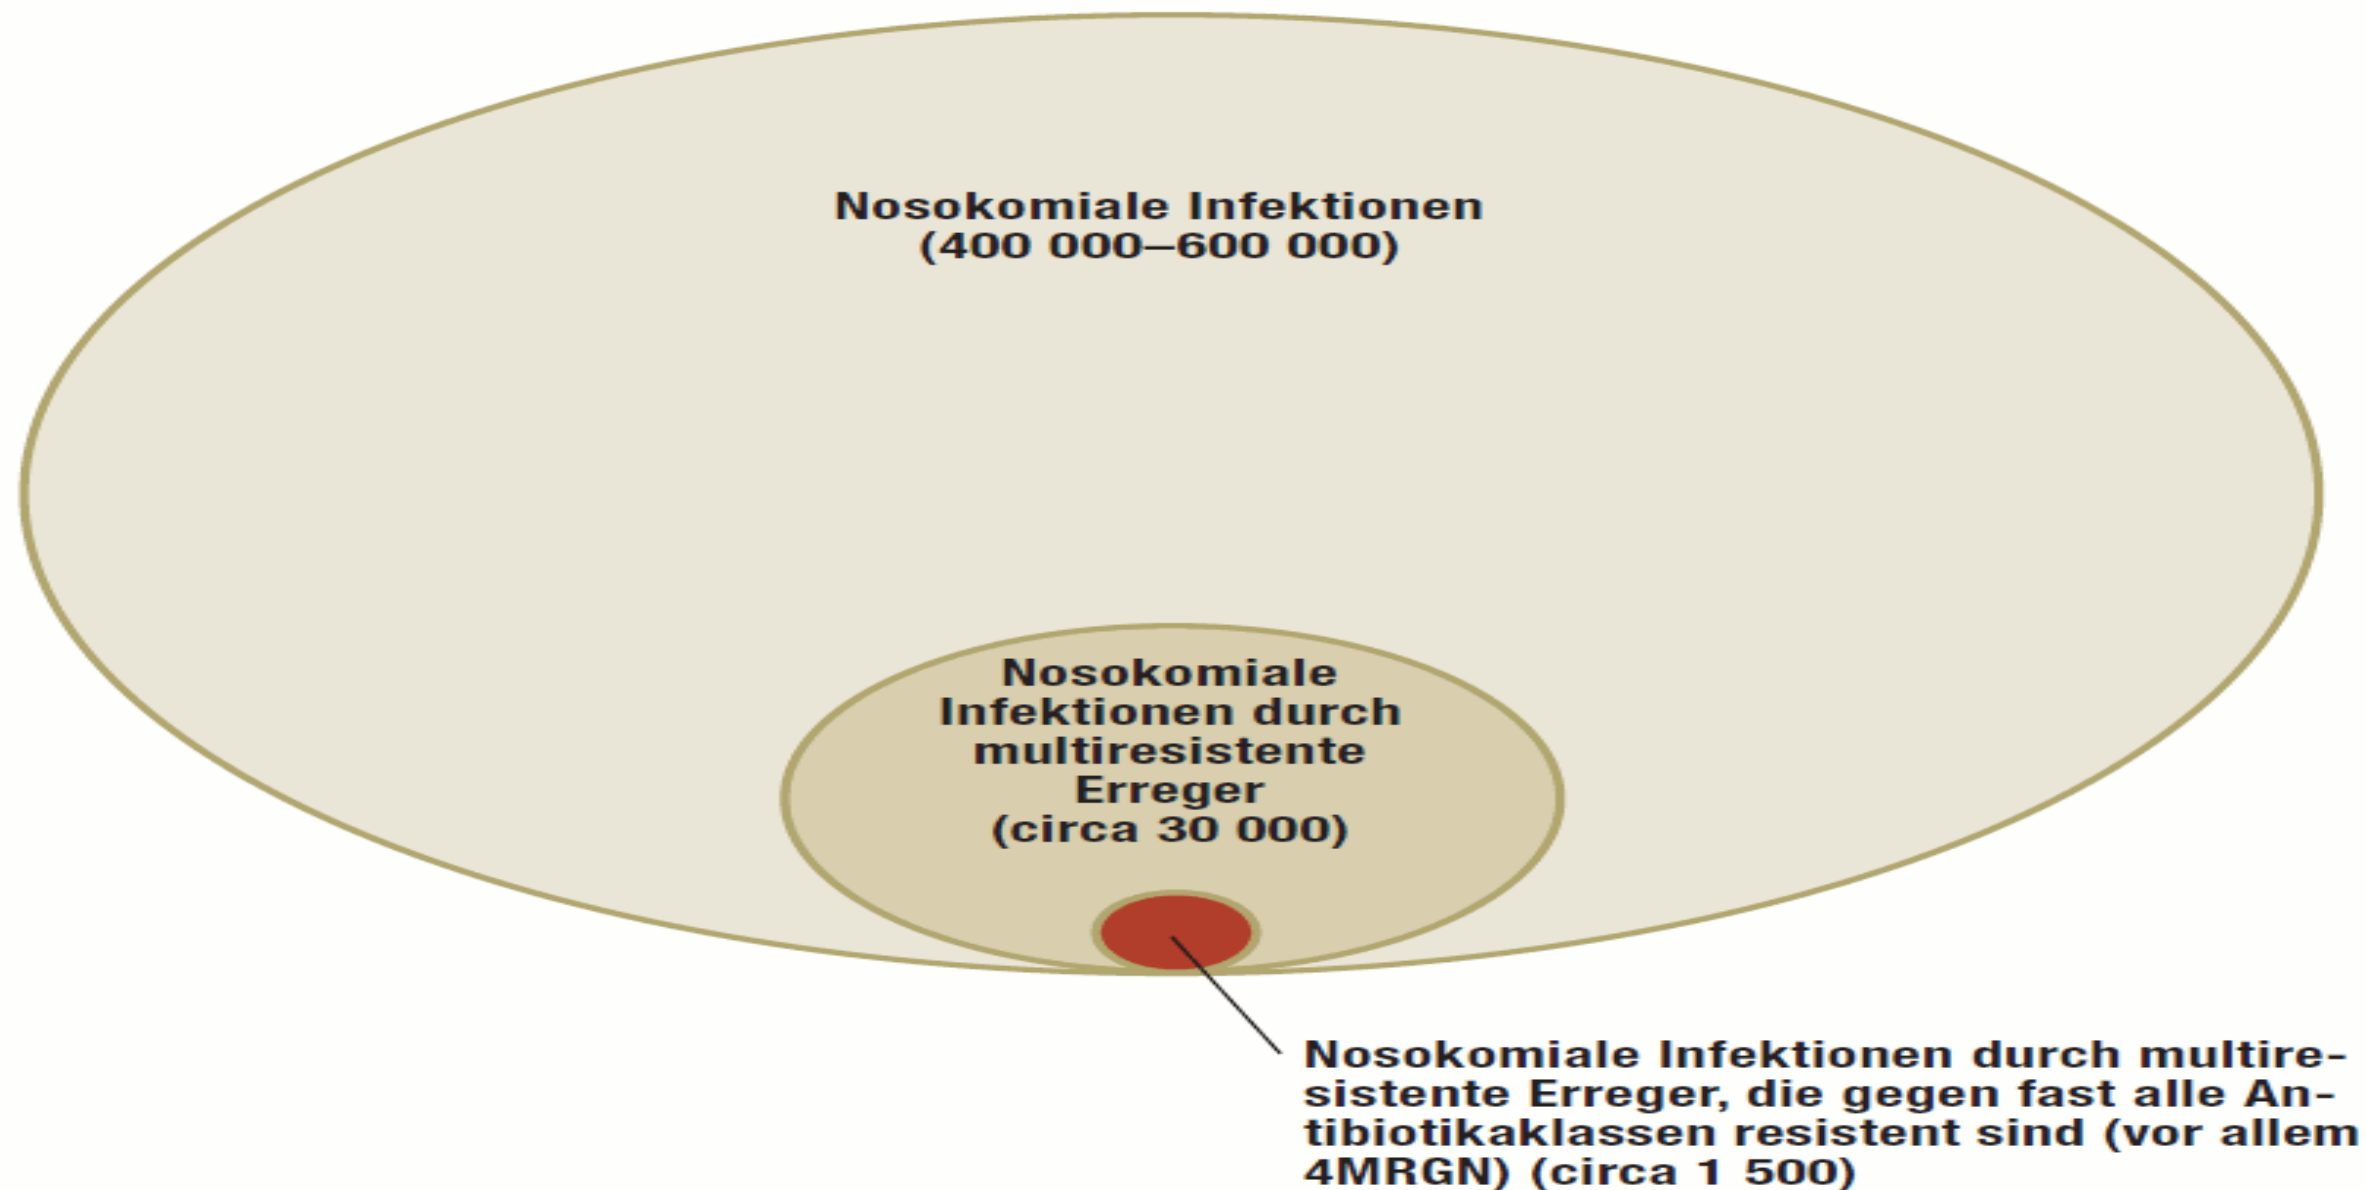 Nosokomiale Infektionen
(400 000–600 000)
Nosokomiale
Infektionen durch
multiresistente
Erreger
(circa 30 000)
Nosokomiale Infektionen durch multire-
sistente Erreger, die gegen fast alle An-
tibiotikaklassen resistent sind (vor allem
4MRGN) (circa 1 500)